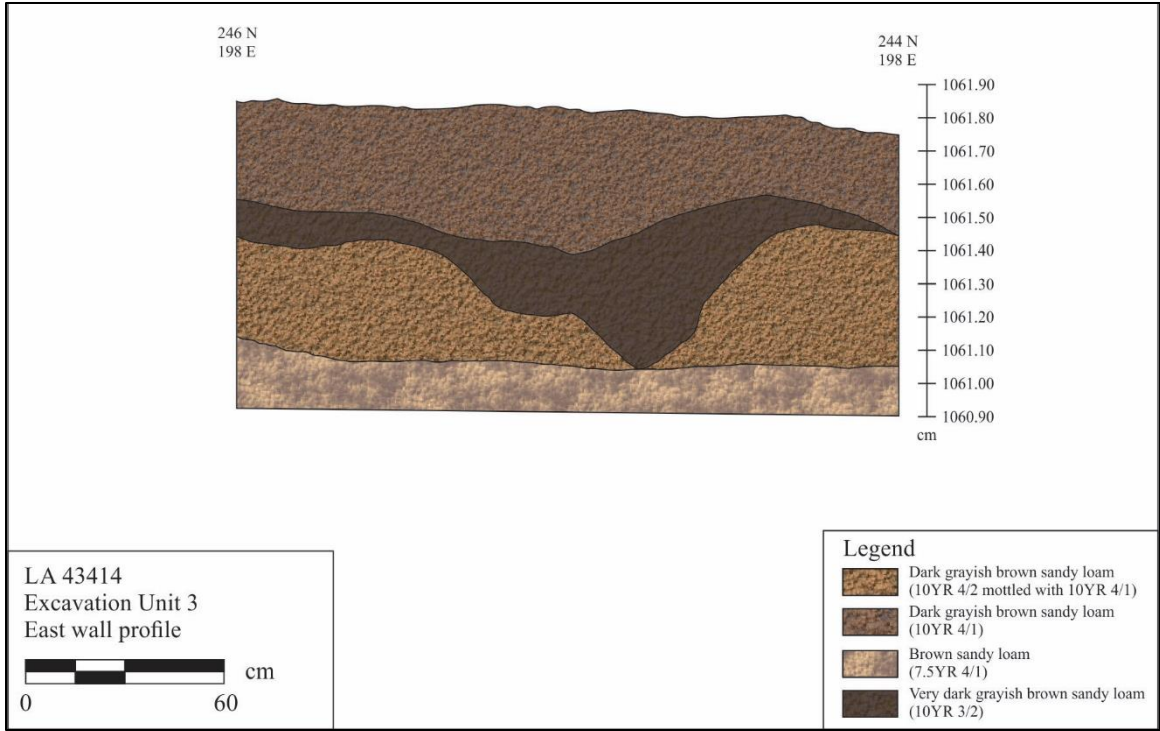 246 N
198 E
244 N
198 E
1061.90
1061.80
1061.70
1061.60
1061.50
1061.40
1061.30
1061.20
1061.10
1061.00
1060.90
cm
LA 43414
Excavation Unit 3
East wall profile
cm
0 60
Legend
Dark grayish brown sandy loam
(10YR 4/2 mottled with 10YR 4/1)
Dark grayish brown sandy loam
(10YR 4/1)
Brown sandy loam
(7.5YR 4/1)
Very dark grayish brown sandy loam
(10YR 3/2)